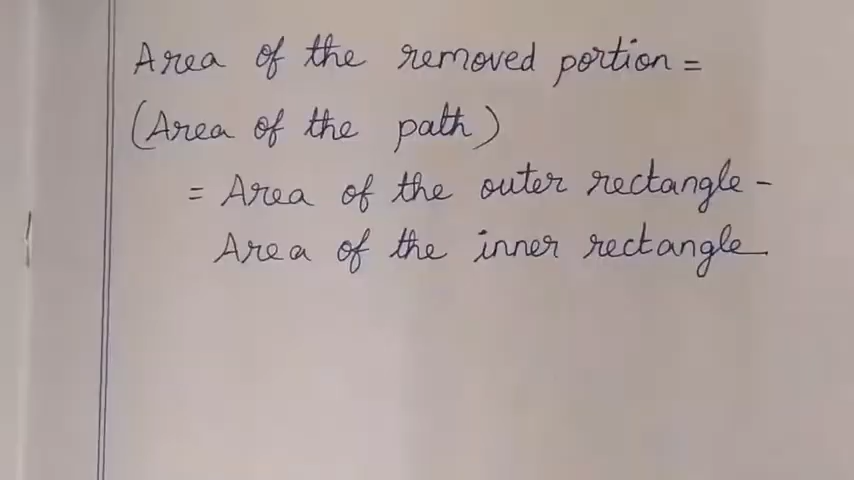 Area of the removed portion =
(Area of the path)
= Area of the outer rectangle -
Area of the inner rectangle